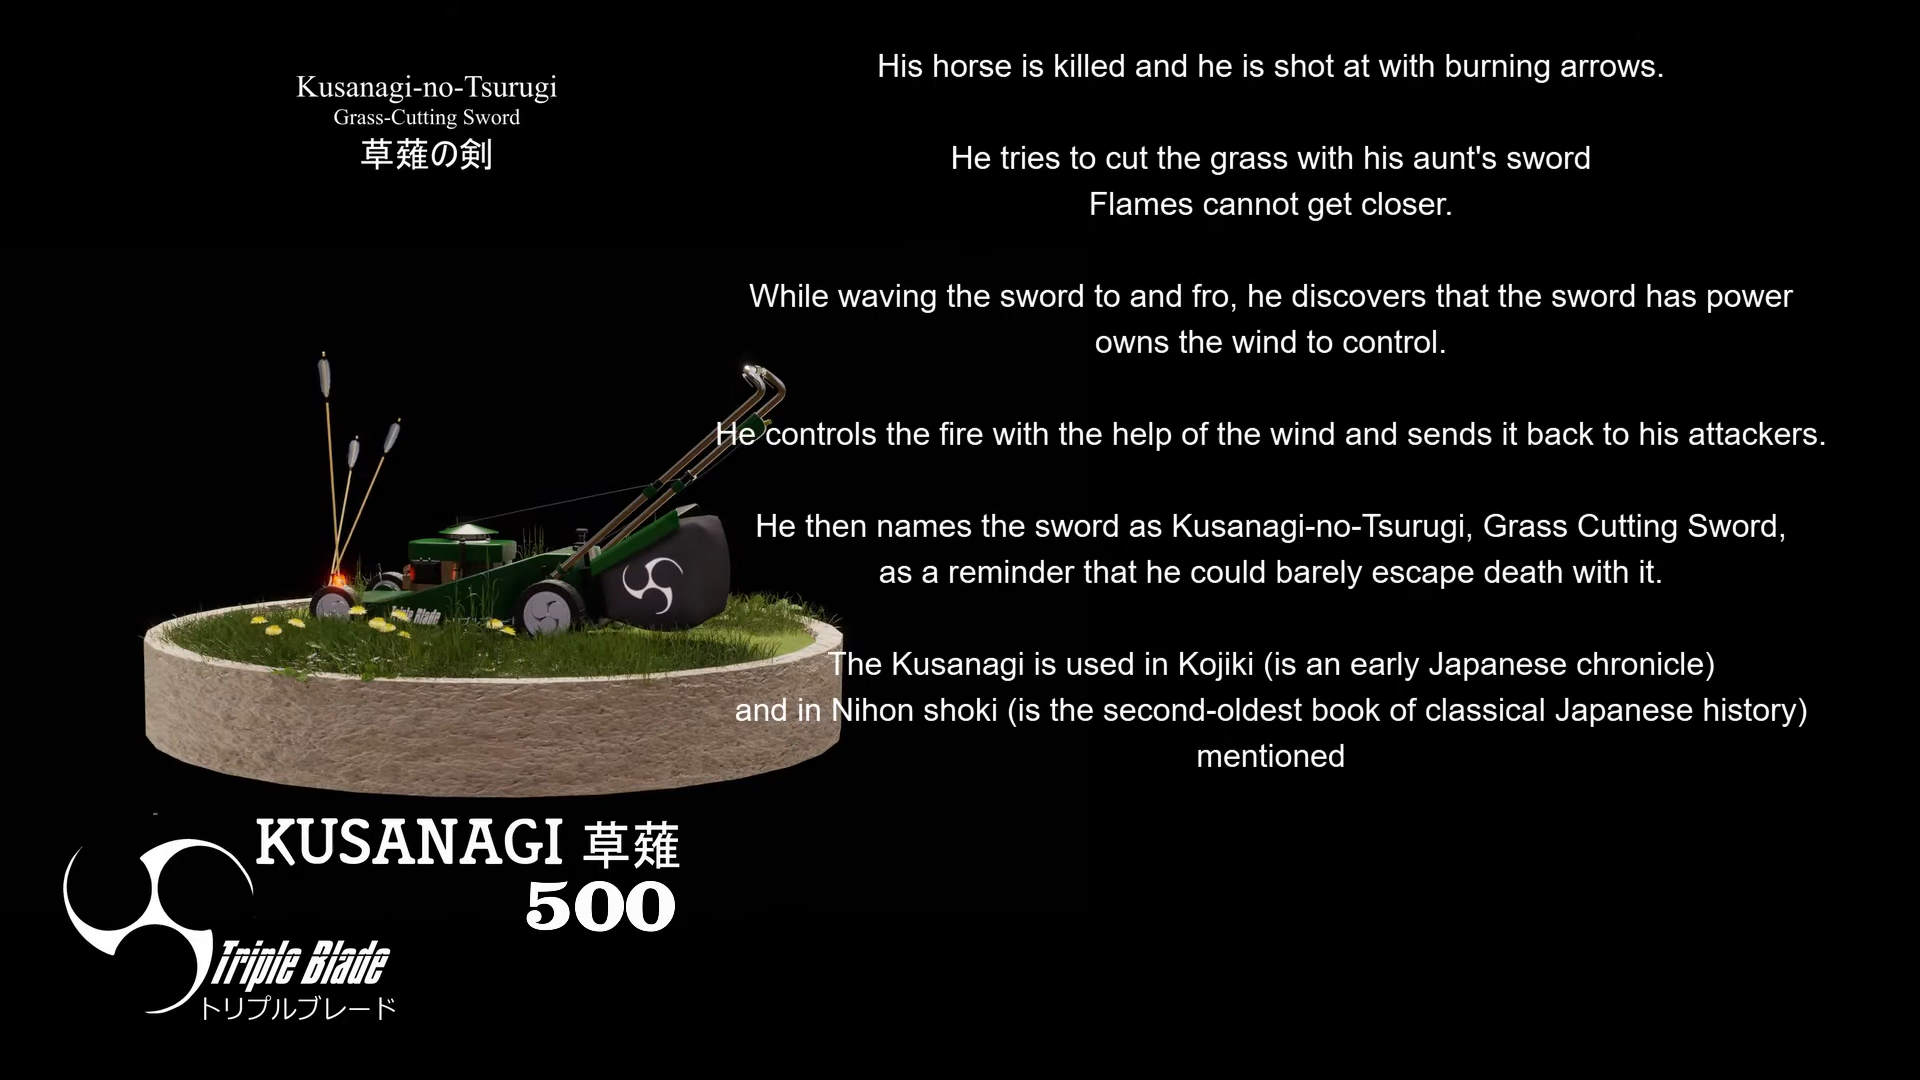 Kusanagi-no-Tsurugi
Grass-Cutting Sword
草薙の剣
His horse is killed and he is shot at with burning arrows.
He tries to cut the grass with his aunt's sword
Flames cannot get closer.
While waving the sword to and fro, he discovers that the sword has power
owns the wind to control.
He controls the fire with the help of the wind and sends it back to his attackers.
He then names the sword as Kusanagi-no-Tsurugi, Grass Cutting Sword,
as a reminder that he could barely escape death with it.
The Kusanagi is used in Kojiki (is an early Japanese chronicle)
and in Nihon shoki (is the second-oldest book of classical Japanese history)
mentioned
Triple Blade
KUSANAGI 草薙
500
Triple Blade
トリプルブレード